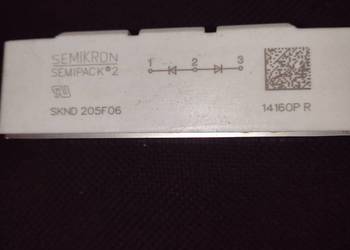 SEMIKRON
SEMIPACK®2
1 2 3
SKND 205F06
14160P R